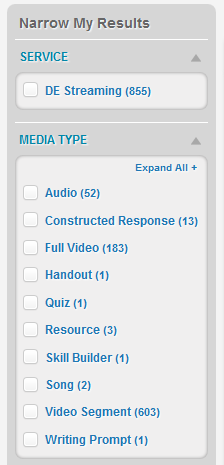 Narrow My Results
SERVICE
DE Streaming (855)
MEDIA TYPE
Expand All +
Audio (52)
Constructed Response (13)
Full Video (183)
Handout (1)
Quiz (1)
Resource (3)
Skill Builder (1)
Song (2)
Video Segment (603)
Writing Prompt (1)